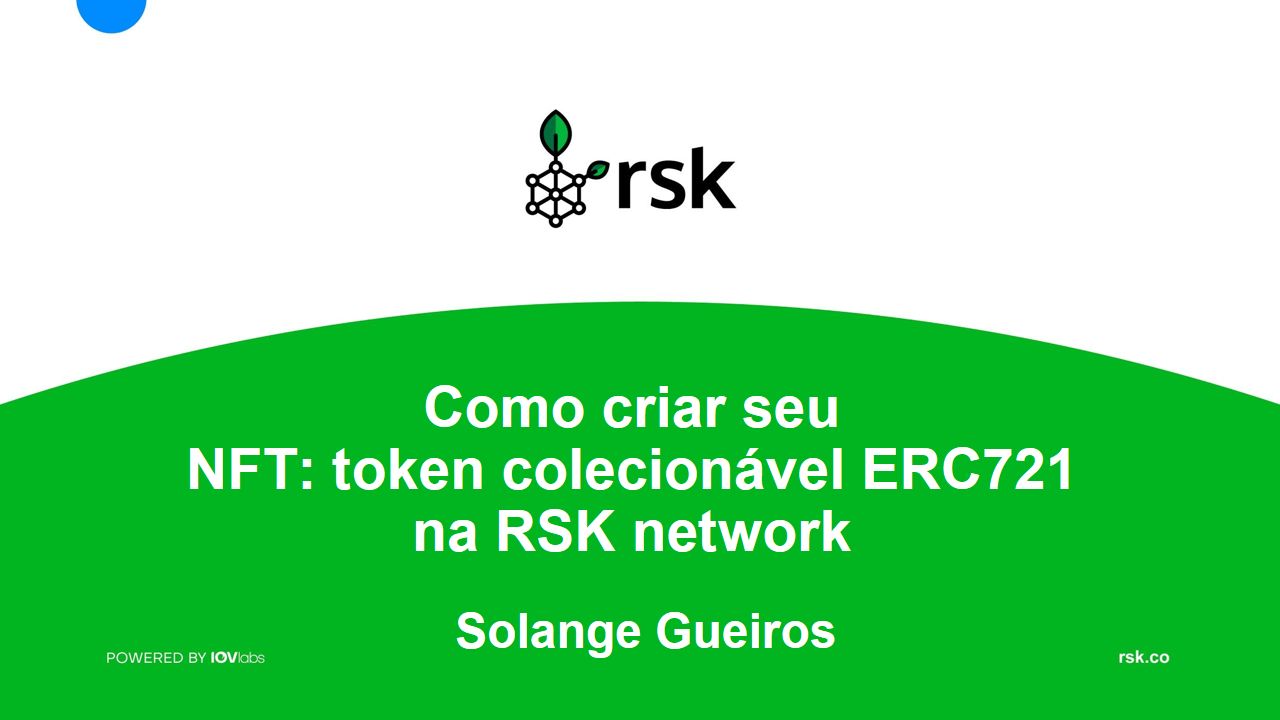 rsk
Como criar seu
NFT: token colecionável ERC721
na RSK network
Solange Gueiros
POWERED BY IOVlabs
rsk.co